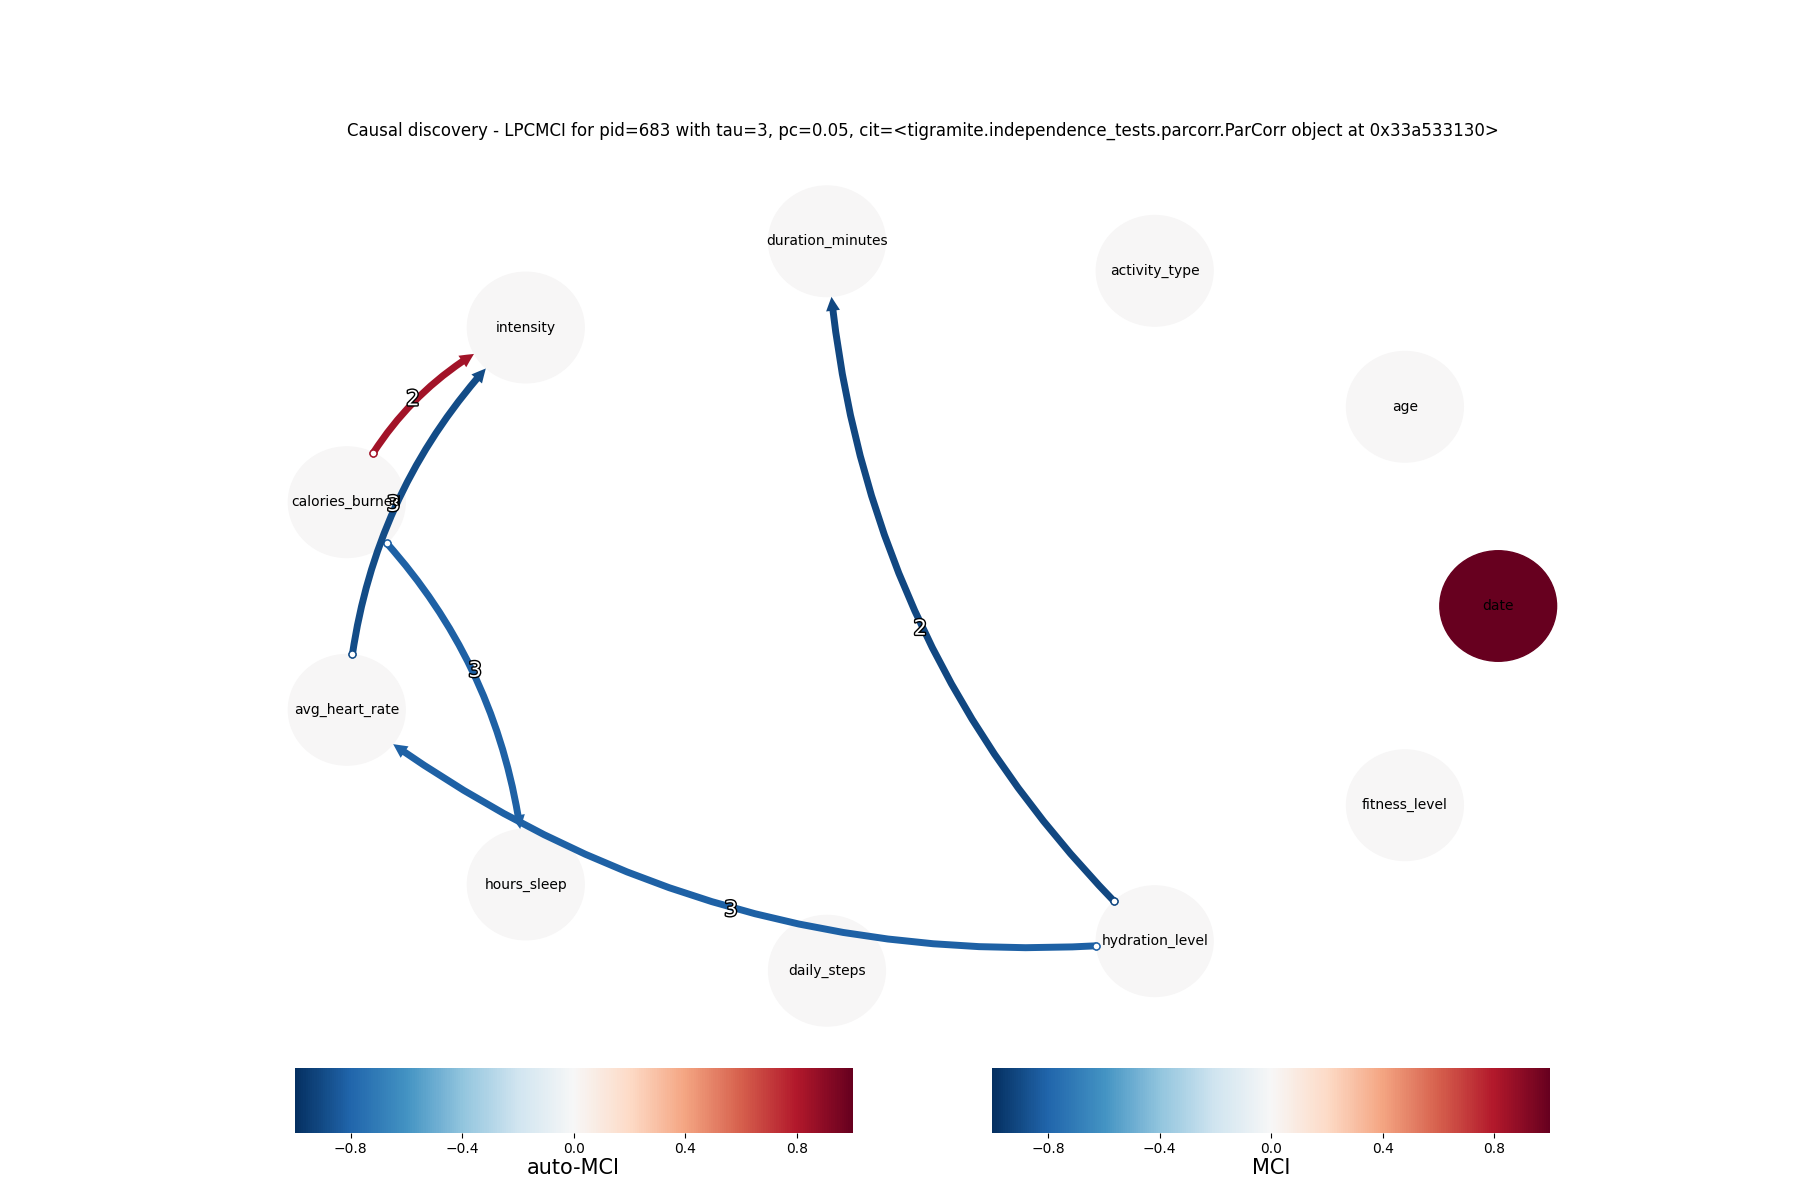 Causal discovery - LPCMCI for pid=683 with tau=3, pc=0.05, cit=<tigramite.independence_tests.parcorr.ParCorr object at 0x33a533130>
duration_minutes
activity_type
intensity
2
age
calories_burned
3
date
2
3
avg_heart_rate
fitness_level
hours_sleep
3
hydration_level
daily_steps
−0.8 −0.4 0.0 0.4 0.8
auto-MCI
−0.8 −0.4 0.0 0.4 0.8
MCI